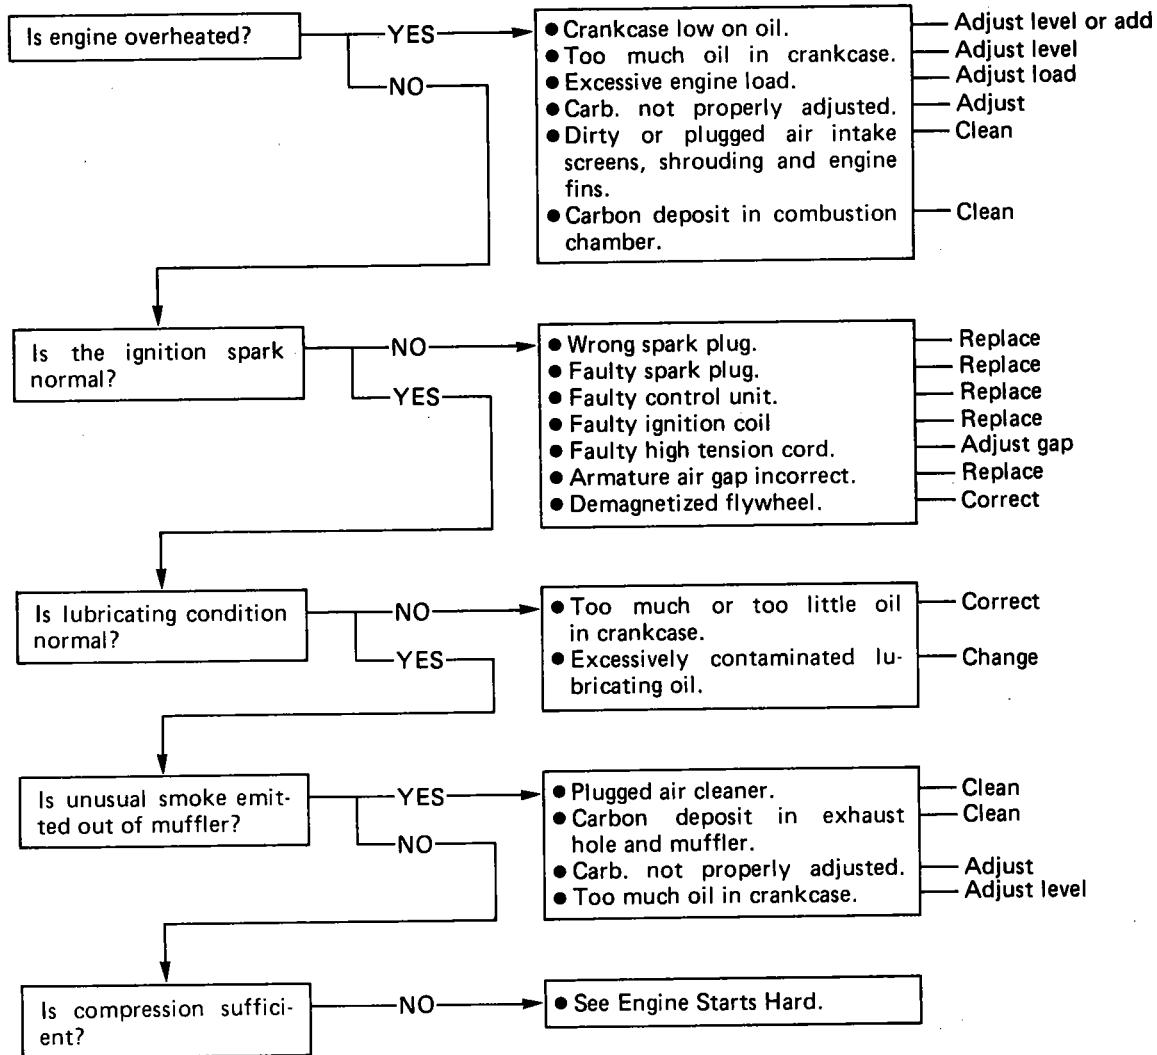 Is engine overheated?
YES
NO
● Crankcase low on oil.
● Too much oil in crankcase.
● Excessive engine load.
● Carb. not properly adjusted.
● Dirty or plugged air intake
screens, shrouding and engine
fins.
● Carbon deposit in combustion
chamber.
Adjust level or add
Adjust level
Adjust load
Adjust
Clean
Clean
Is the ignition spark
normal?
NO
YES
● Wrong spark plug.
● Faulty spark plug.
● Faulty control unit.
● Faulty ignition coil
● Faulty high tension cord.
● Armature air gap incorrect.
● Demagnetized flywheel.
Replace
Replace
Replace
Replace
Adjust gap
Replace
Correct
Is lubricating condition
normal?
NO
YES
● Too much or too little oil
in crankcase.
● Excessively contaminated lu-
bricating oil.
Correct
Change
Is unusual smoke emit-
ted out of muffler?
YES
NO
● Plugged air cleaner.
● Carbon deposit in exhaust
hole and muffler.
● Carb. not properly adjusted.
● Too much oil in crankcase.
Clean
Clean
Adjust
Adjust level
Is compression suffici-
ent?
NO
● See Engine Starts Hard.